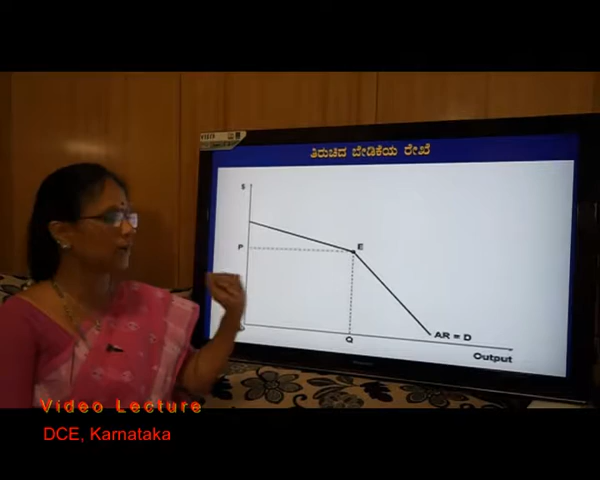 ತಿರುಚಿದ ಬೇಡಿಕೆಯ ರೇಖೆ
P
E
AR = D
Q
Output
Video Lecture
DCE, Karnataka